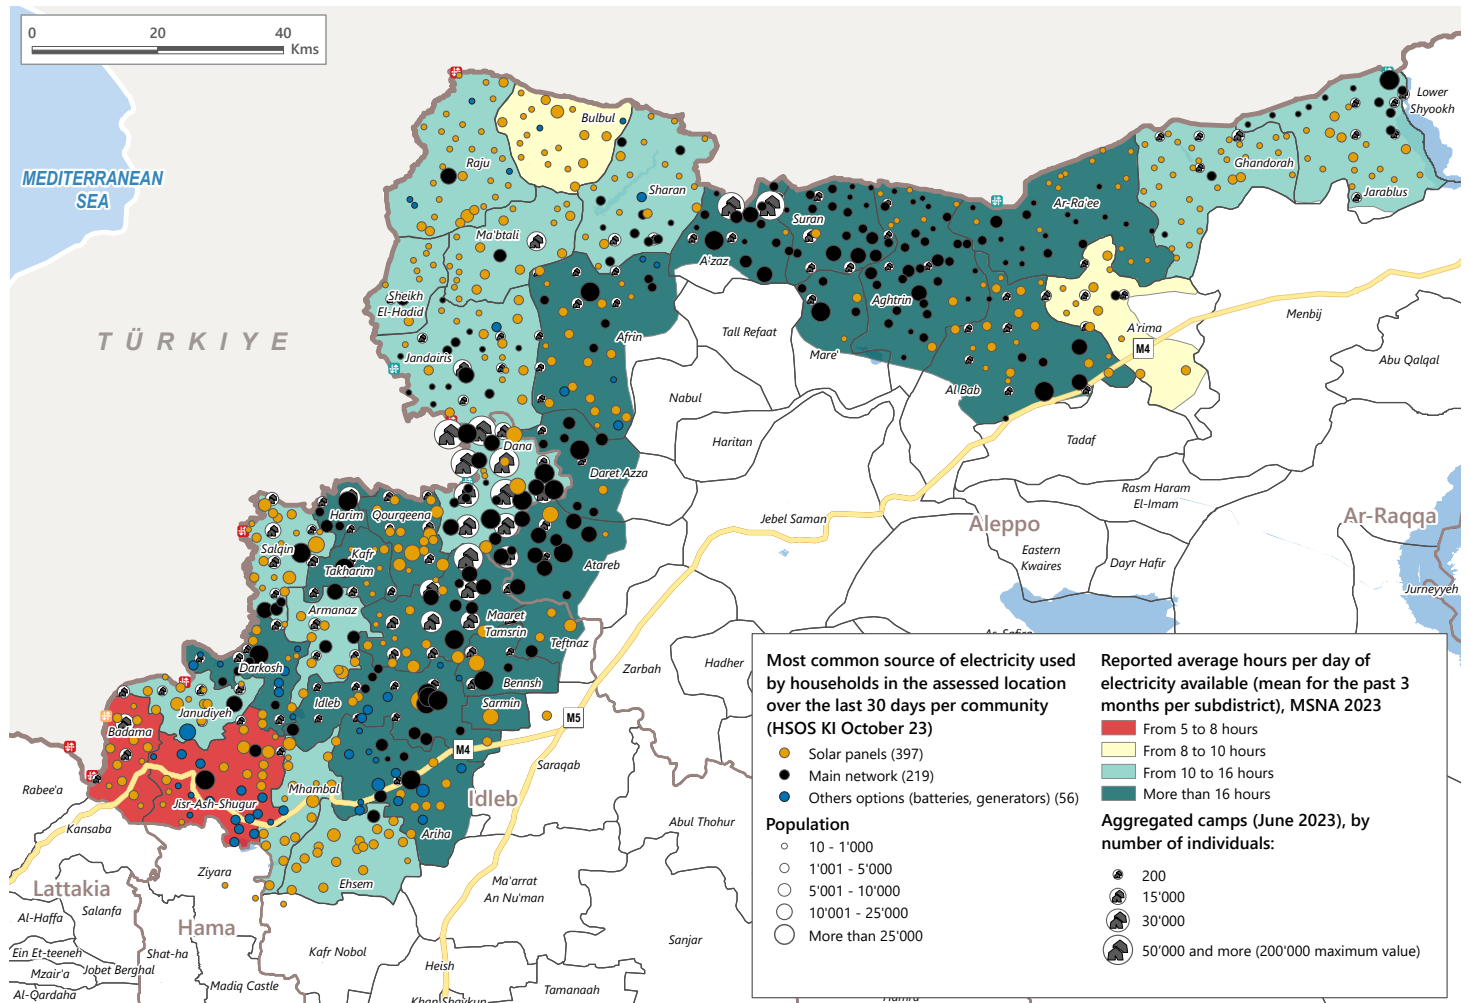 0 20 40
Kms
MEDITERRANEAN
SEA
TÜRKIYE
Bulbul
Raju
Sharan
Ma'btali
Sheikh
El-Hadid
Jandairis
Afrin
A'zaz
Suran
Aghtrin
Mare'
Ar-Ra'ee
Ghandorah
Jarablus
Lower
Shyookh
A'rima
M4
Al Bab
Menbij
Abu Qalqal
Tall Refaat
Nabul
Haritan
Tadaf
Rasm Haram
El-Imam
Jebel Saman
Aleppo
Ar-Raqqa
Eastern
Kwaires
Dayr Hafir
Jurneyyeh
Dana
Daret Azza
Harim
Qourqeena
Salqin
Kafr
Takharim
Atareb
Armanaz
Maaret
Tamsrin
Teftnaz
Darkosh
Idleb
Bennsh
Sarmin
Janudiyeh
Badama
M5
M4
Zarbah
Hadher
Saraqab
Rabee'a
Jisr-Ash-Shugur
Mhambal
Idleb
Kansaba
Ariha
Abul Thohur
Ziyara
Ehsem
Ma'arrat
An Nu'man
Lattakia
Salanfa
Al-Haffa
Hama
Kafr Nobol
Sanjar
Ein Et-teeneh
Shat-ha
Jobet Berghal
Mzair'a
Heish
Al-Qardaha
Madiq Castle
Tamanaah
Khan Shaykun
Most common source of electricity used
by households in the assessed location
over the last 30 days per community
(HSOS KI October 23)
Solar panels (397)
Main network (219)
Others options (batteries, generators) (56)
Population
10 - 1'000
1'001 - 5'000
5'001 - 10'000
10'001 - 25'000
More than 25'000
Reported average hours per day of
electricity available (mean for the past 3
months per subdistrict), MSNA 2023
From 5 to 8 hours
From 8 to 10 hours
From 10 to 16 hours
More than 16 hours
Aggregated camps (June 2023), by
number of individuals:
200
15'000
30'000
50'000 and more (200'000 maximum value)